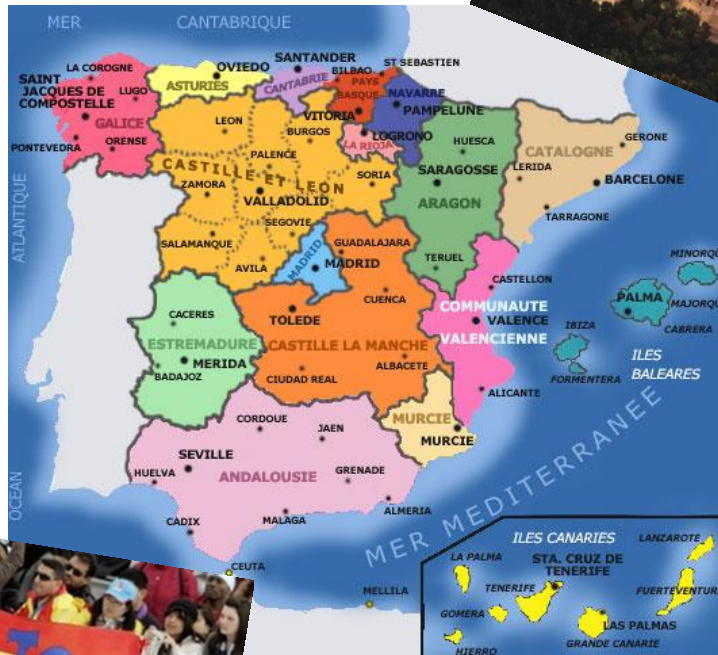 MER CANTABRIQUE
LA COROGNE
SAINT
JACQUES DE
COMPOSTELLE
LUGO
GALICE
PONTEVEDRA
ORENSE
OVIEDO
ASTURIES
SANTANDER
CANTABRIE
BILBAO
ST SEBASTIEN
PAYS
BASQUE
VITORIA
NAVARRE
PAMPELUNE
LOGRONO
LA RIOJA
LEON
BURGOS
PALENCE
CASTILLE ET LEON
ZAMORA
VALLADOLID
SORIA
SEGOVIE
SALAMANQUE
AVILA
HUESCA
SARAGOSSE
ARAGON
TERUEL
CATALOGNE
GERONE
LERIDA
BARCELONE
TARRAGONE
MADRID
MADRID
GUADALAJARA
CUENCA
TOLEDE
CASTILLE LA MANCHE
ALBACETE
CIUDAD REAL
CACERES
ESTREMADURE
MERIDA
BADAJOZ
CASTELLON
COMMUNAUTE
VALENCE
VALENCIENNE
ALICANTE
MINORQU
PALMA
MAJORQU
CABRERA
IBIZA
FORMENTERA
ILES
BALEARES
MURCIE
MURCIE
CORDOUE
JAEN
SEVILLE
ANDALOUSIE
GRENADE
HUELVA
CADIX
MALAGA
ALMERIA
ATLANTIQUE
OCEAN
MER MEDITERRANEE
CEUTA
MELLILA
ILES CANARIES
LANZAROTE
LA PALMA
STA. CRUZ DE
TENERIFE
TENERIFE
FUERTEVENTUR
GOMERA
LAS PALMAS
HIERRO
GRANDE CANARIE